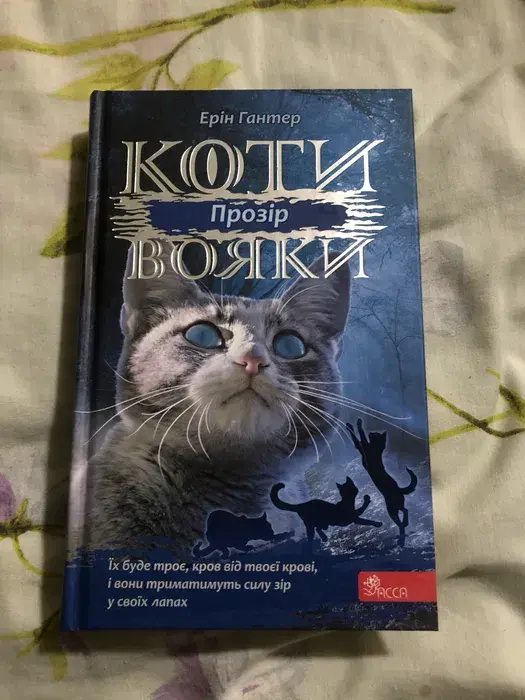 Ерін Гантер
КОТИ
Прозір
ВОЯКИ
Їх буде троє, кров від твоєї крові,
і вони триматимуть силу зір
у своїх лапах
АССА